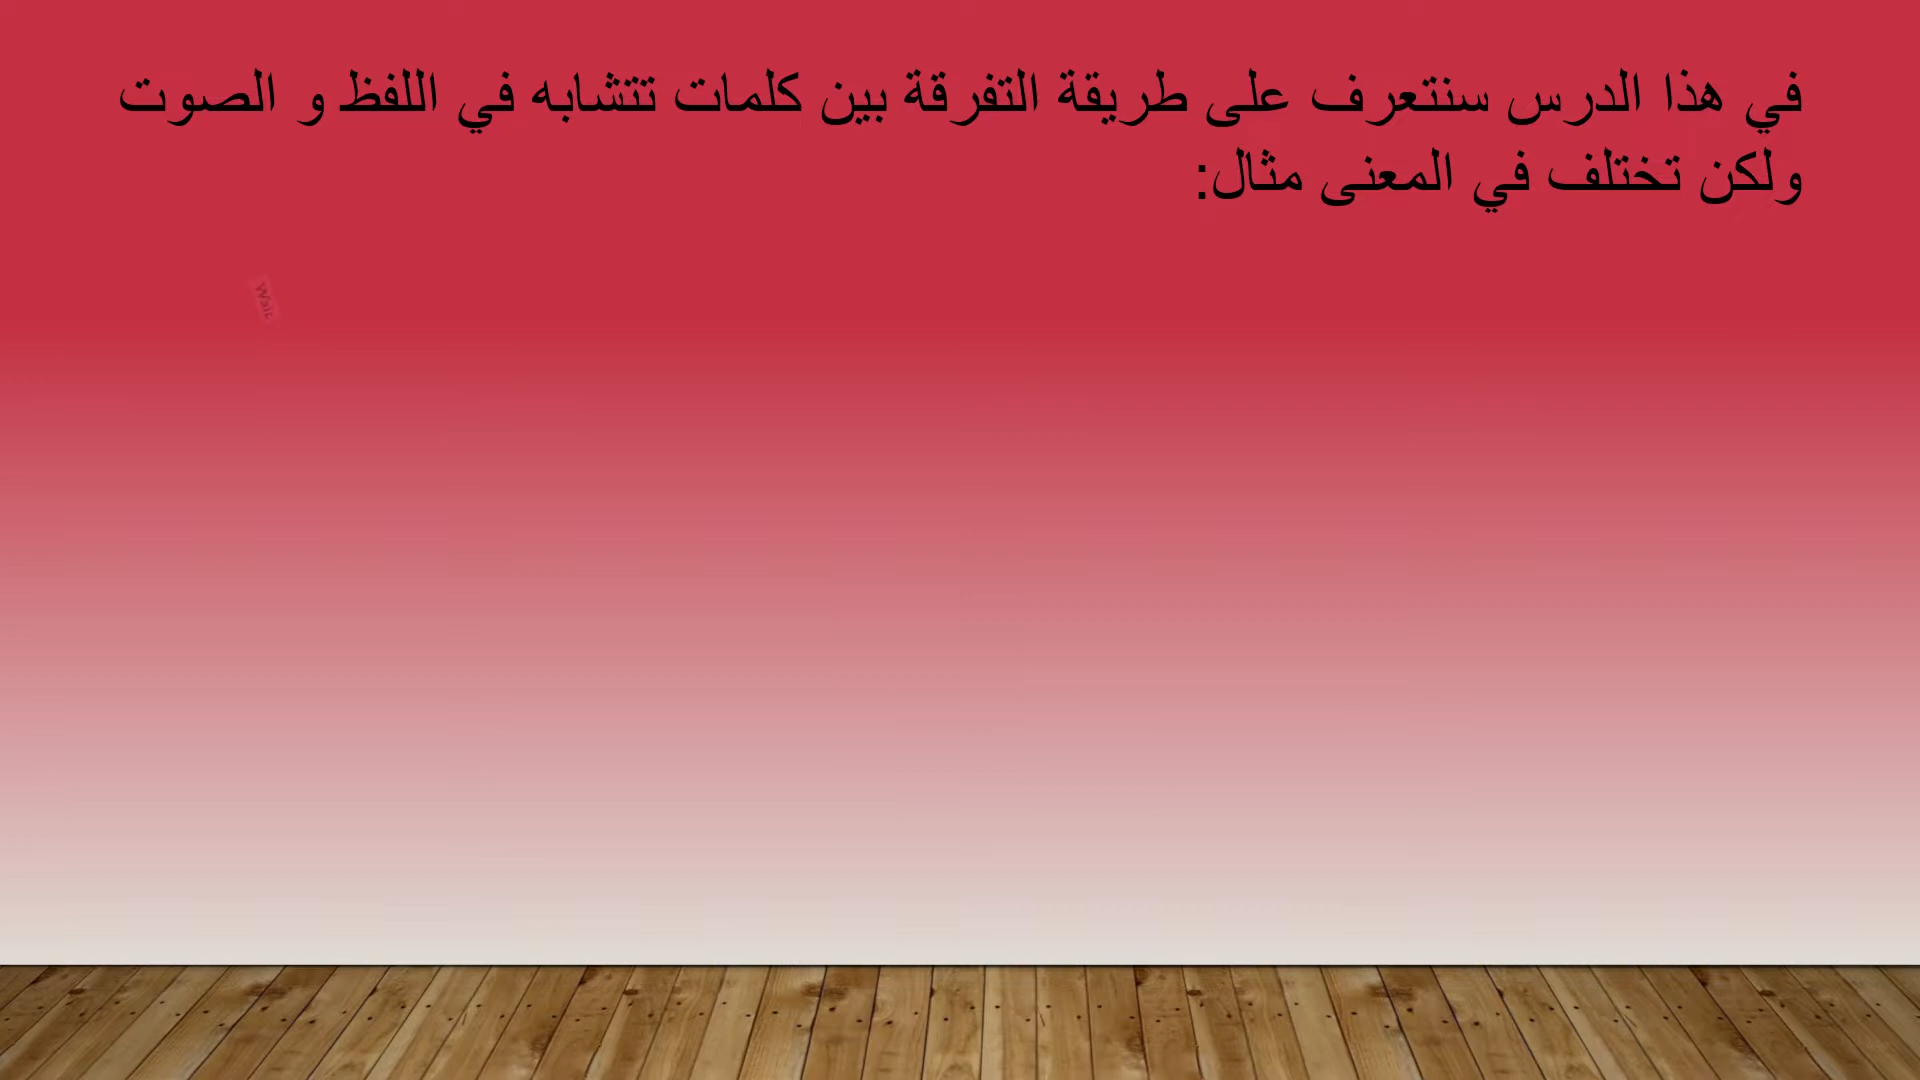 في هذا الدرس سنتعرف على طريقة التفرقة بين كلمات تتشابه في اللفظ و الصوت
ولكن تختلف في المعنى مثال: